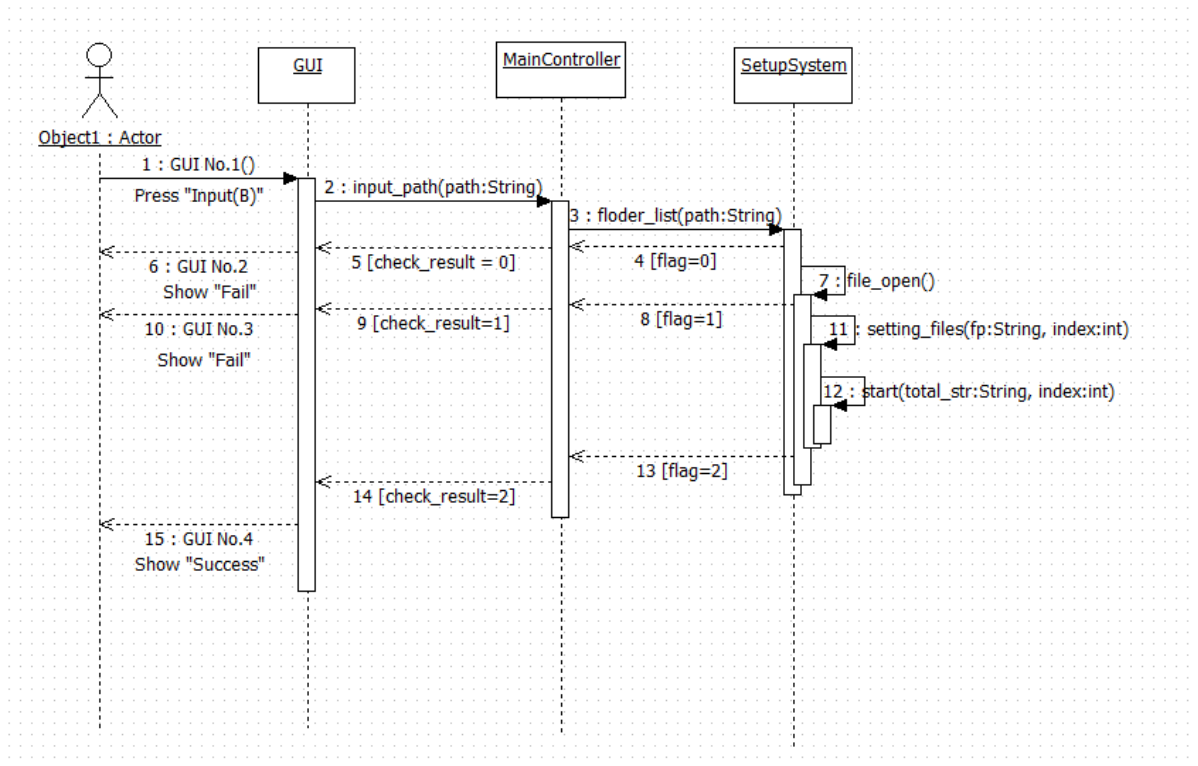 GUI
MainController
SetupSystem
Object1 : Actor
1 : GUI No.1()
Press "Input(B)"
2 : input_path(path:String)
3 : floder_list(path:String)
4 [flag=0]
5 [check_result = 0]
6 : GUI No.2
Show "Fail"
7 : file_open()
8 [flag=1]
9 [check_result=1]
10 : GUI No.3
Show "Fail"
11 : setting_files(fp:String, index:int)
12 : start(total_str:String, index:int)
13 [flag=2]
14 [check_result=2]
15 : GUI No.4
Show "Success"